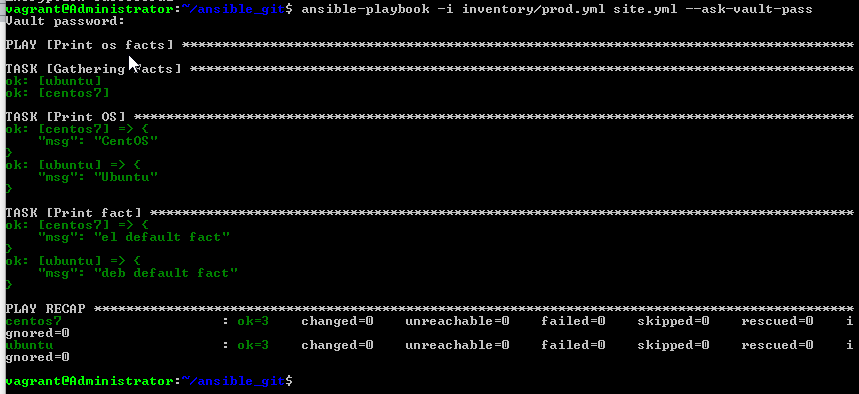 vagrant@Administrator:~/ansible_git$ ansible-playbook -i inventory/prod.yml site.yml --ask-vault-pass
Vault password:
PLAY [Print os facts] ************************************************************************************
TASK [Gathering Facts] ***********************************************************************************
ok: [ubuntu]
ok: [centos7]
TASK [Print OS] ******************************************************************************************
ok: [centos7] => {
    "msg": "CentOS"
}
ok: [ubuntu] => {
    "msg": "Ubuntu"
}
TASK [Print fact] ****************************************************************************************
ok: [centos7] => {
    "msg": "el default fact"
}
ok: [ubuntu] => {
    "msg": "deb default fact"
}
PLAY RECAP ***********************************************************************************************
centos7                    : ok=3    changed=0    unreachable=0    failed=0    skipped=0    rescued=0    i
gnored=0
ubuntu                     : ok=3    changed=0    unreachable=0    failed=0    skipped=0    rescued=0    i
gnored=0
vagrant@Administrator:~/ansible_git$